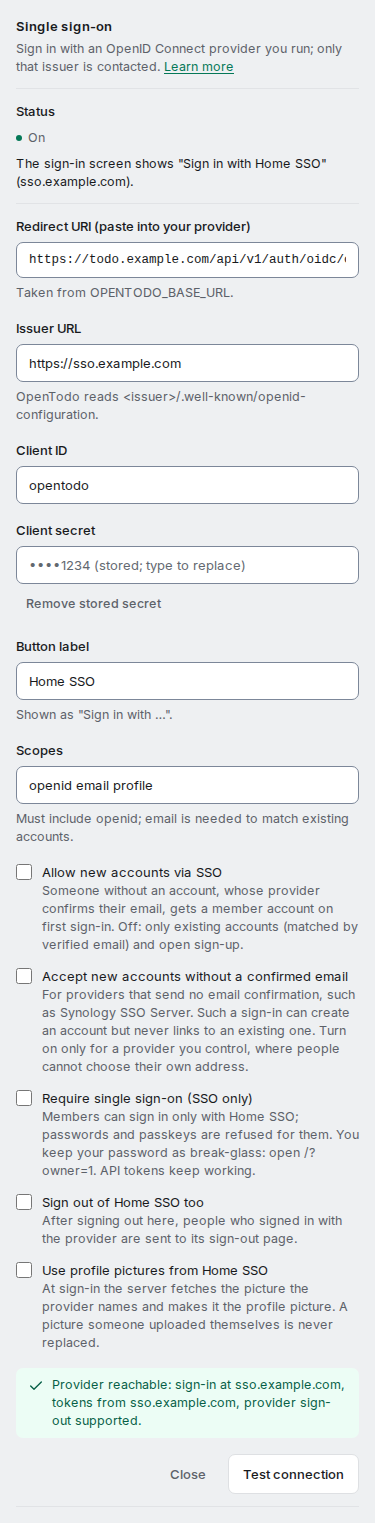 Single sign-on
Sign in with an OpenID Connect provider you run; only
that issuer is contacted. Learn more
Status
On
The sign-in screen shows "Sign in with Home SSO"
(sso.example.com).
Redirect URI (paste into your provider)
https://todo.example.com/api/v1/auth/oidc/
Taken from OPENTODO_BASE_URL.
Issuer URL
https://sso.example.com
OpenTodo reads <issuer>/.well-known/openid-
configuration.
Client ID
opentodo
Client secret
••••1234 (stored; type to replace)
Remove stored secret
Button label
Home SSO
Shown as "Sign in with ...".
Scopes
openid email profile
Must include openid; email is needed to match existing
accounts.
Allow new accounts via SSO
Someone without an account, whose provider
confirms their email, gets a member account on
first sign-in. Off: only existing accounts (matched by
verified email) and open sign-up.
Accept new accounts without a confirmed email
For providers that send no email confirmation, such
as Synology SSO Server. Such a sign-in can create
an account but never links to an existing one. Turn
on only for a provider you control, where people
cannot choose their own address.
Require single sign-on (SSO only)
Members can sign in only with Home SSO;
passwords and passkeys are refused for them. You
keep your password as break-glass: open /?
owner=1. API tokens keep working.
Sign out of Home SSO too
After signing out here, people who signed in with
the provider are sent to its sign-out page.
Use profile pictures from Home SSO
At sign-in the server fetches the picture the
provider names and makes it the profile picture. A
picture someone uploaded themselves is never
replaced.
Provider reachable: sign-in at sso.example.com,
tokens from sso.example.com, provider sign-
out supported.
Close
Test connection